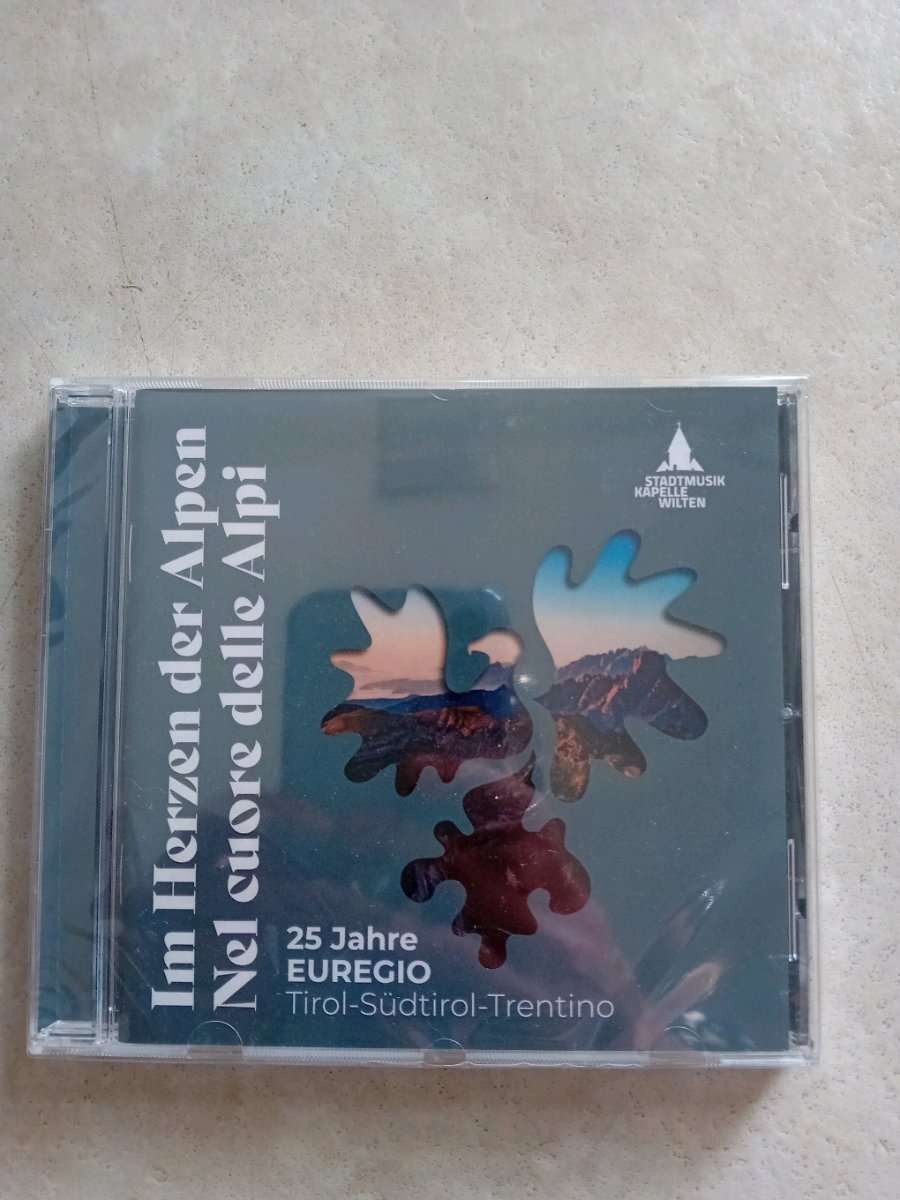 Im Herzen der Alpen
Nel cuore delle Alpi
STADTMUSIK
KAPELLE
WILTEN
25 Jahre
EUREGIO
Tirol-Südtirol-Trentino